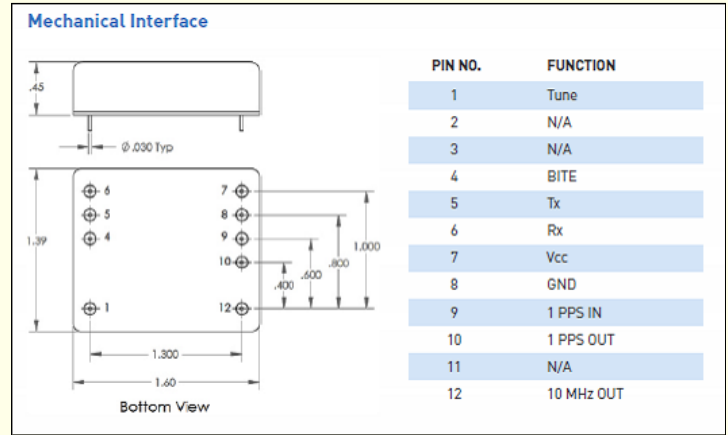 Mechanical Interface
.45
Ø .030 Typ
6
5
4
1
7
8
9
10
12
1.39
.400
.600
.800
1.000
1.300
1.60
Bottom View
PIN NO. FUNCTION
1 Tune
2 N/A
3 N/A
4 BITE
5 Tx
6 Rx
7 Vcc
8 GND
9 1 PPS IN
10 1 PPS OUT
11 N/A
12 10 MHz OUT